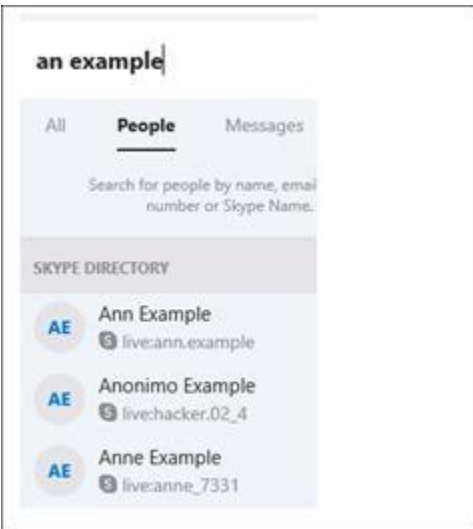 an example
All People Messages
Search for people by name, emai
number or Skype Name.
SKYPE DIRECTORY
AE Ann Example
live:ann.example
AE Anonimo Example
live:hacker.02_4
AE Anne Example
live:anne_7331